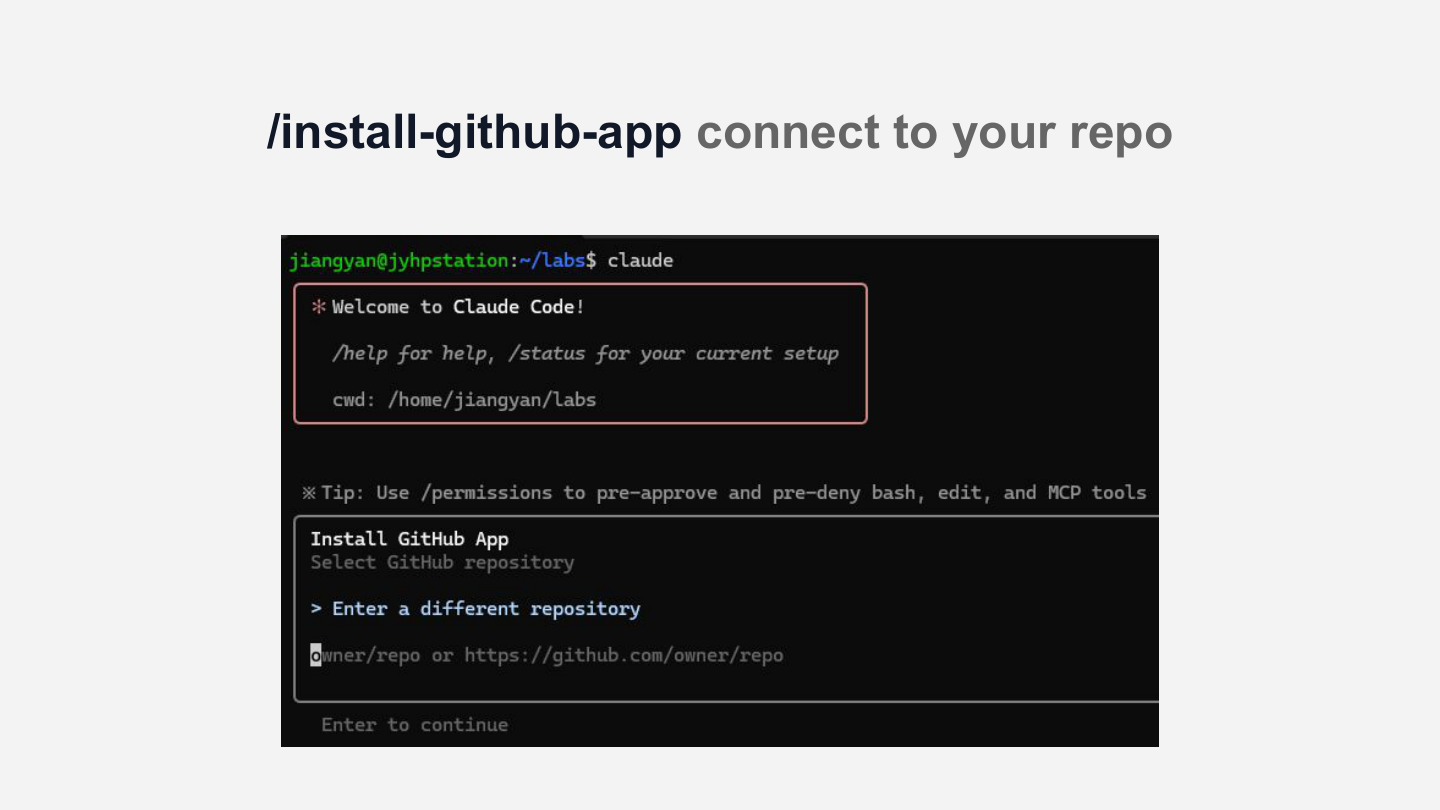 /install-github-app connect to your repo
jiangyan@jyhpstation:~/labs$ claude
✻ Welcome to Claude Code!
/help for help, /status for your current setup
cwd: /home/jiangyan/labs
※ Tip: Use /permissions to pre-approve and pre-deny bash, edit, and MCP tools
Install GitHub App
Select GitHub repository
> Enter a different repository
owner/repo or https://github.com/owner/repo
Enter to continue